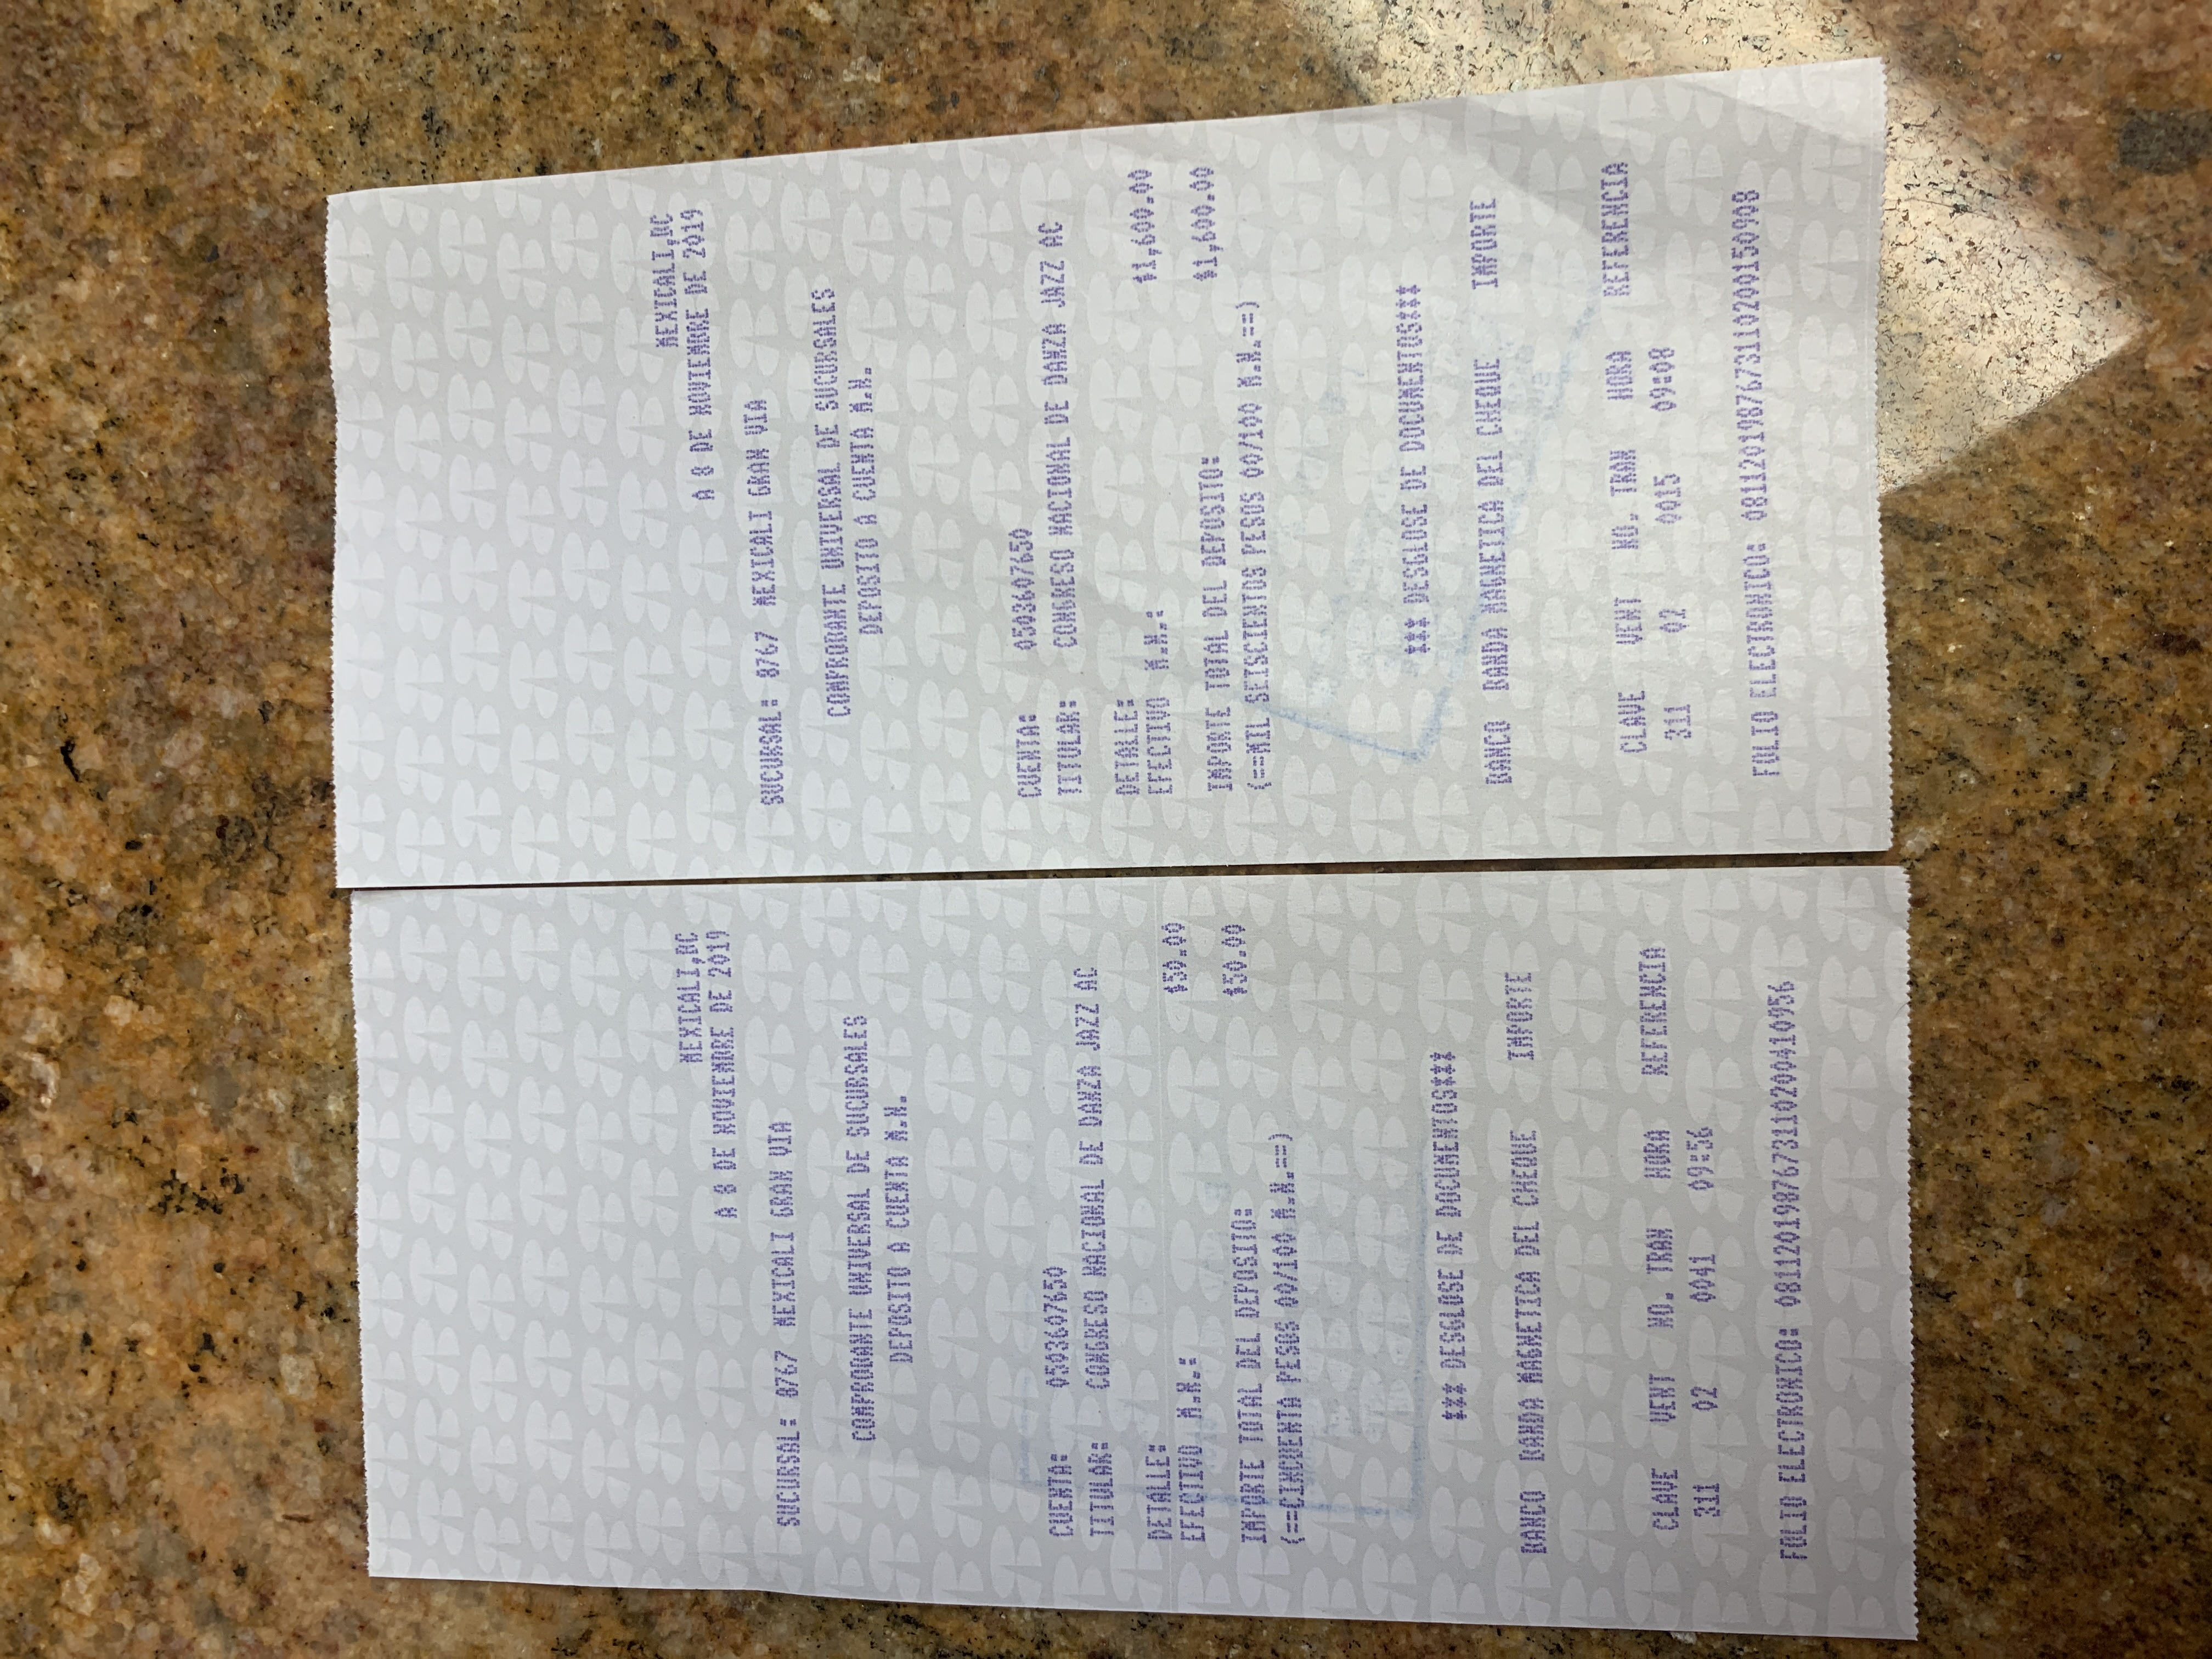 MEXICALI,BC
A 8 DE NOVIEMBRE DE 2019
SUCURSAL: 8767 MEXICALI GRAN VIA
COMPROBANTE UNIVERSAL DE SUCURSALES
DEPOSITO A CUENTA M.N.
CUENTA: 0503607650
TITULAR: CONGRESO NACIONAL DE DANZA JAZZ AC
DETALLE:
EFECTIVO M.N.: $50.00
IMPORTE TOTAL DEL DEPOSITO: $50.00
(==CINCUENTA PESOS 00/100 M.N.==)
*** DESGLOSE DE DOCUMENTOS***
BANCO BANDA MAGNETICA DEL CHEQUE IMPORTE
CLAVE VENT NO. TRAN HORA REFERENCIA
311 02 0041 09:56
FOLIO ELECTRONICO: 0811201987673110200410956
MEXICALI,BC
A 8 DE NOVIEMBRE DE 2019
SUCURSAL: 8767 MEXICALI GRAN VIA
COMPROBANTE UNIVERSAL DE SUCURSALES
DEPOSITO A CUENTA M.N.
CUENTA: 0503607650
TITULAR: CONGRESO NACIONAL DE DANZA JAZZ AC
DETALLE:
EFECTIVO M.N.: $1,600.00
IMPORTE TOTAL DEL DEPOSITO: $1,600.00
(==MIL SEISCIENTOS PESOS 00/100 M.N.==)
*** DESGLOSE DE DOCUMENTOS***
BANCO BANDA MAGNETICA DEL CHEQUE IMPORTE
CLAVE VENT NO. TRAN HORA REFERENCIA
311 02 0015 09:08
FOLIO ELECTRONICO: 0811201987673110200150908